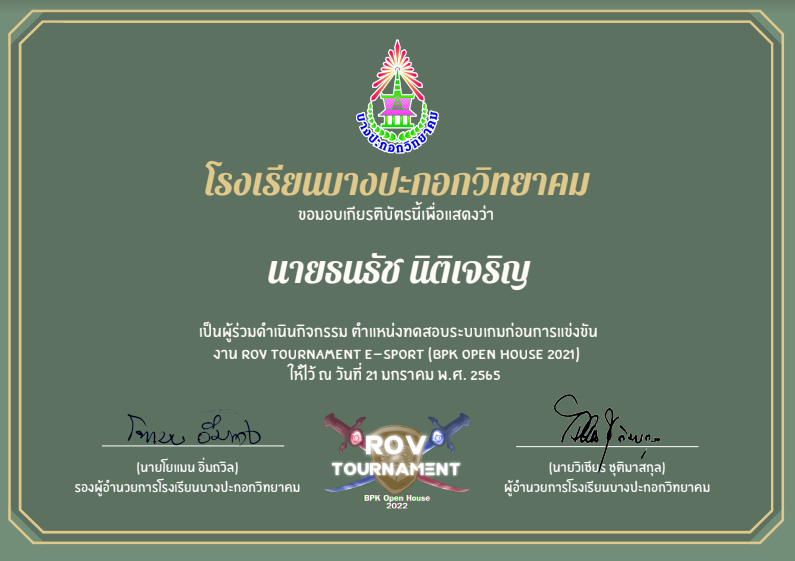 บางปะกอกวิทยาคม
โรงเรียนบางปะกอกวิทยาคม
ขอมอบเกียรติบัตรนี้เพื่อแสดงว่า
นายธนธัช นิติเจริญ
เป็นผู้ร่วมดำเนินกิจกรรม ตำแหน่งทดสอบระบบเกมก่อนการแข่งขัน
งาน ROV TOURNAMENT E-SPORT (BPK OPEN HOUSE 2021)
ให้ไว้ ณ วันที่ 21 มกราคม พ.ศ. 2565
(นายโยแมน อิ่มทวิล)
รองผู้อำนวยการโรงเรียนบางปะกอกวิทยาคม
ROV
TOURNAMENT
BPK Open House
2022
(นายวิเชียร ชุติมาสกุล)
ผู้อำนวยการโรงเรียนบางปะกอกวิทยาคม